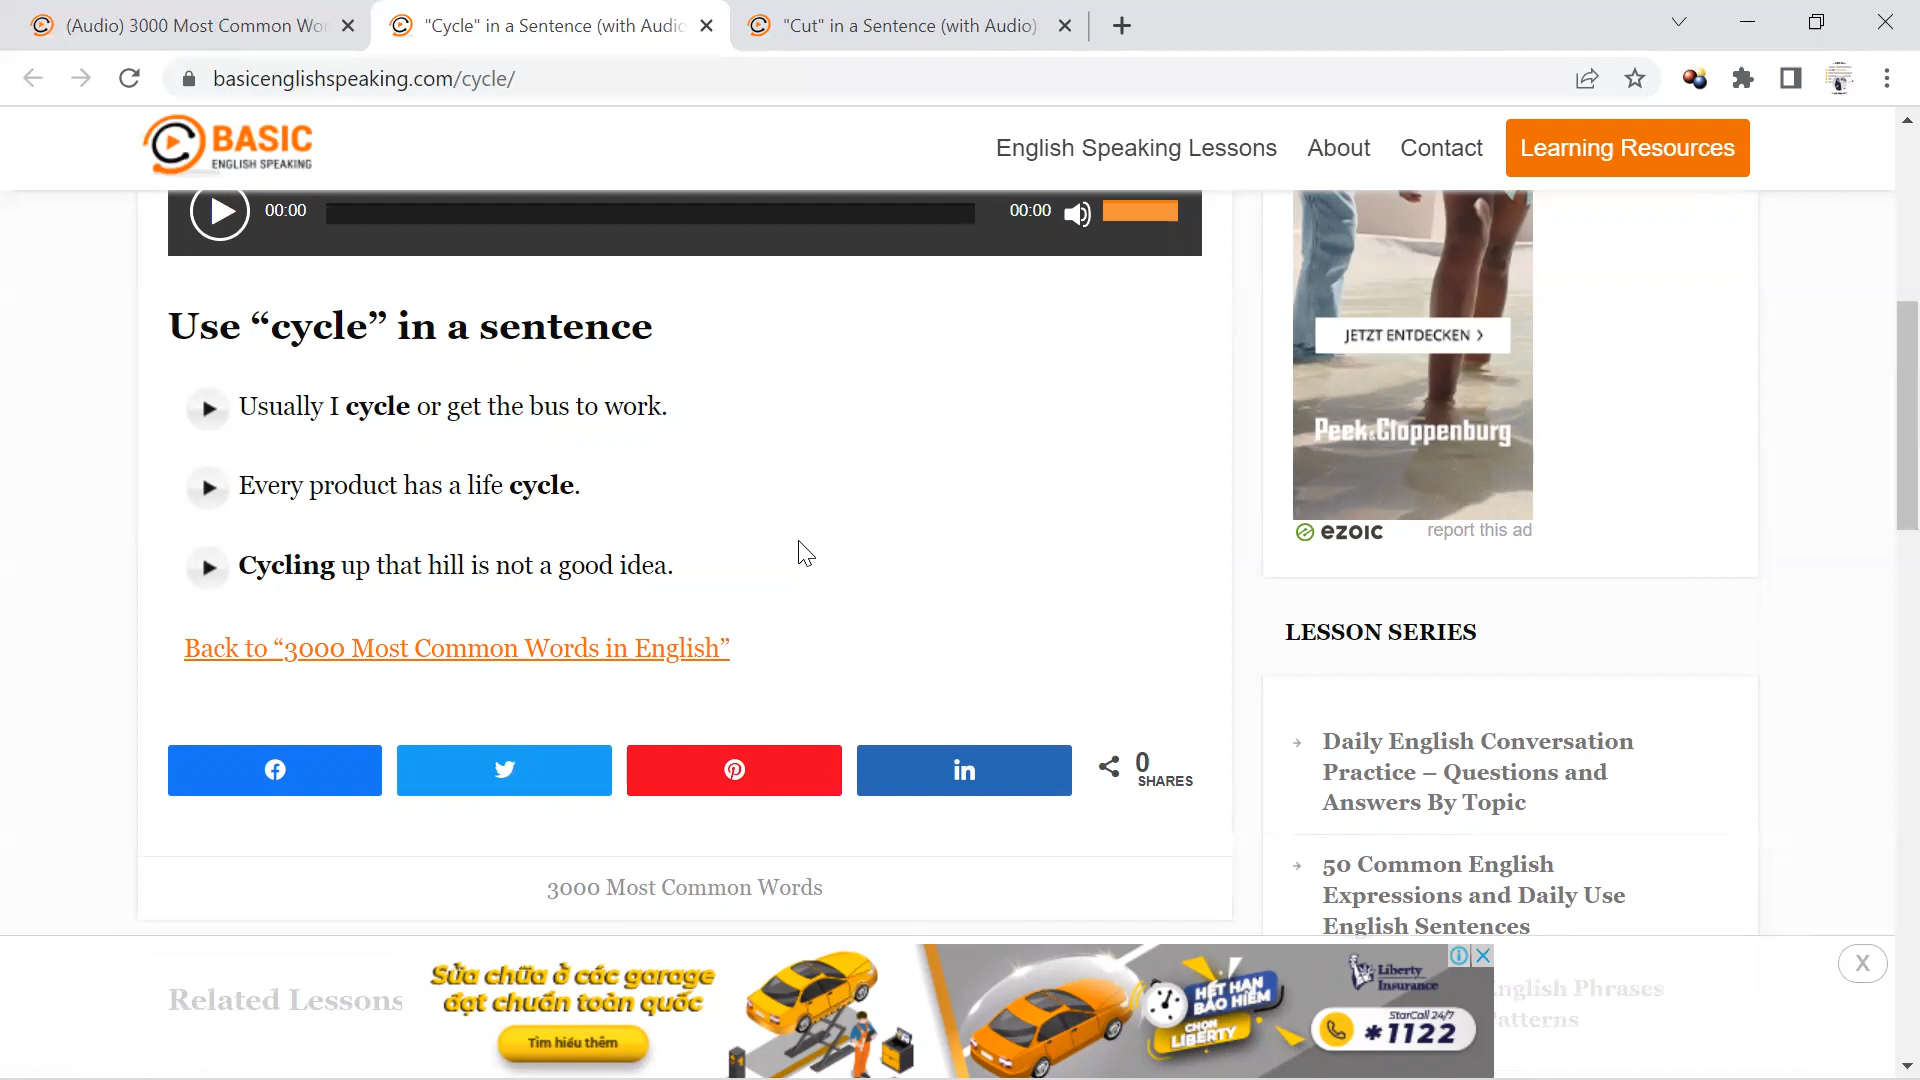 (Audio) 3000 Most Common Wor
"Cycle" in a Sentence (with Audio
"Cut" in a Sentence (with Audio)
basicenglishspeaking.com/cycle/
BASIC
ENGLISH SPEAKING
English Speaking Lessons
About
Contact
Learning Resources
00:00
00:00
Use “cycle” in a sentence
Usually I cycle or get the bus to work.
Every product has a life cycle.
Cycling up that hill is not a good idea.
Back to “3000 Most Common Words in English”
0
SHARES
3000 Most Common Words
JETZT ENTDECKEN >
Peek&Cloppenburg
ezoic
report this ad
LESSON SERIES
Daily English Conversation
Practice – Questions and
Answers By Topic
50 Common English
Expressions and Daily Use
English Sentences
nglish Phrases
atterns
Related Lessons
Sửa chữa ở các garage
đạt chuẩn toàn quốc
Tìm hiểu thêm
HẾT HẠN
BẢO HIỂM
CHỌN
LIBERTY
Liberty
Insurance
StarCall 24/7
*1122
X